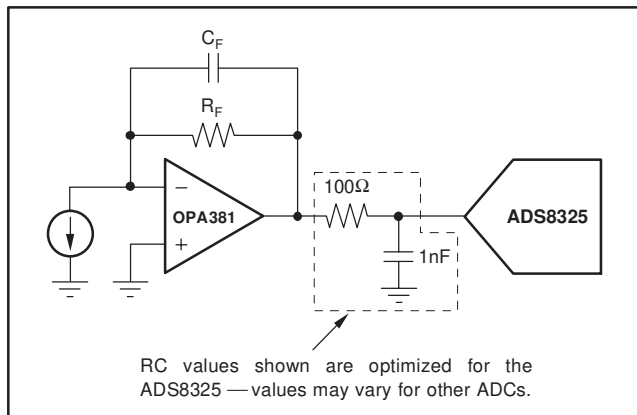 C_F
R_F
100Ω
−
OPA381
+
ADS8325
1nF
RC values shown are optimized for the
ADS8325 — values may vary for other ADCs.